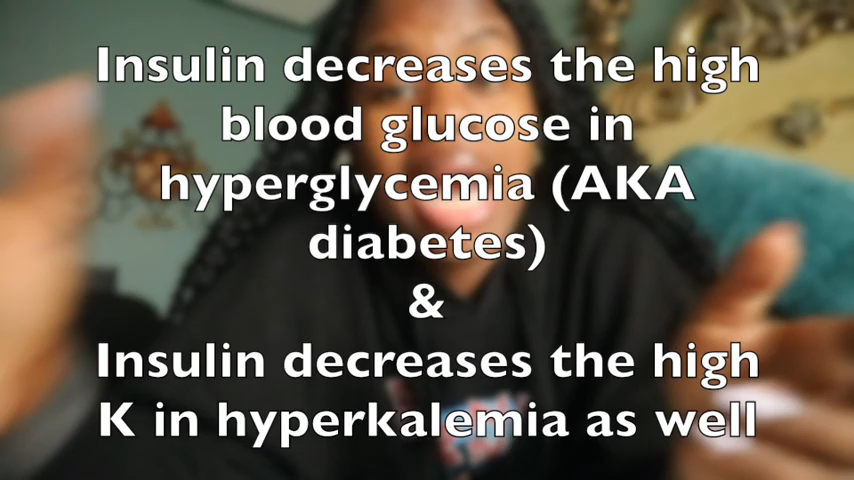 Insulin decreases the high
blood glucose in
hyperglycemia (AKA
diabetes)
&
Insulin decreases the high
K in hyperkalemia as well